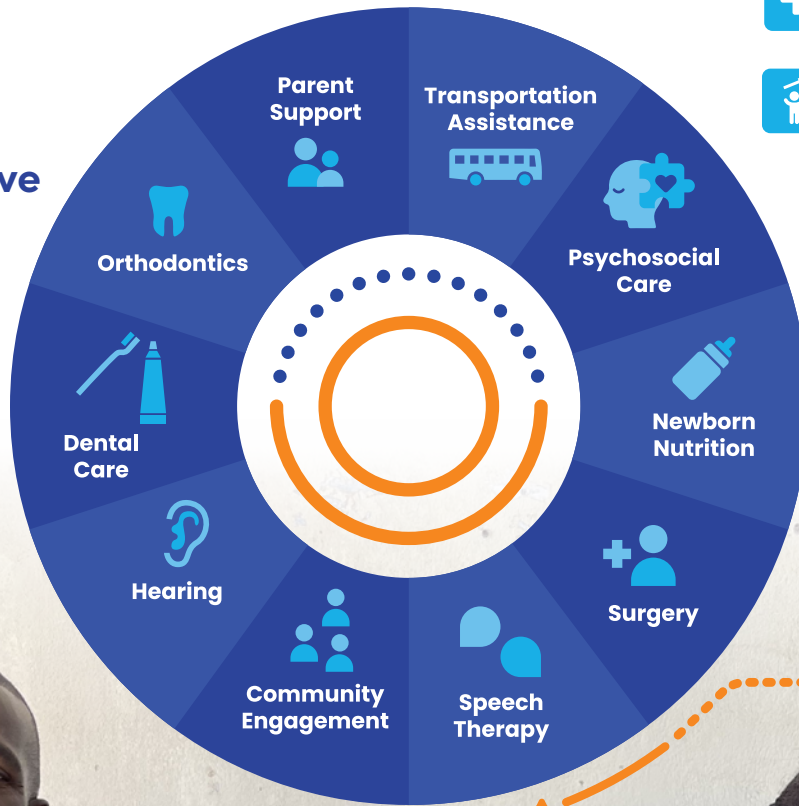 Parent
Support
Transportation
Assistance
Psychosocial
Care
Newborn
Nutrition
Surgery
Speech
Therapy
Community
Engagement
Hearing
Dental
Care
Orthodontics
ve